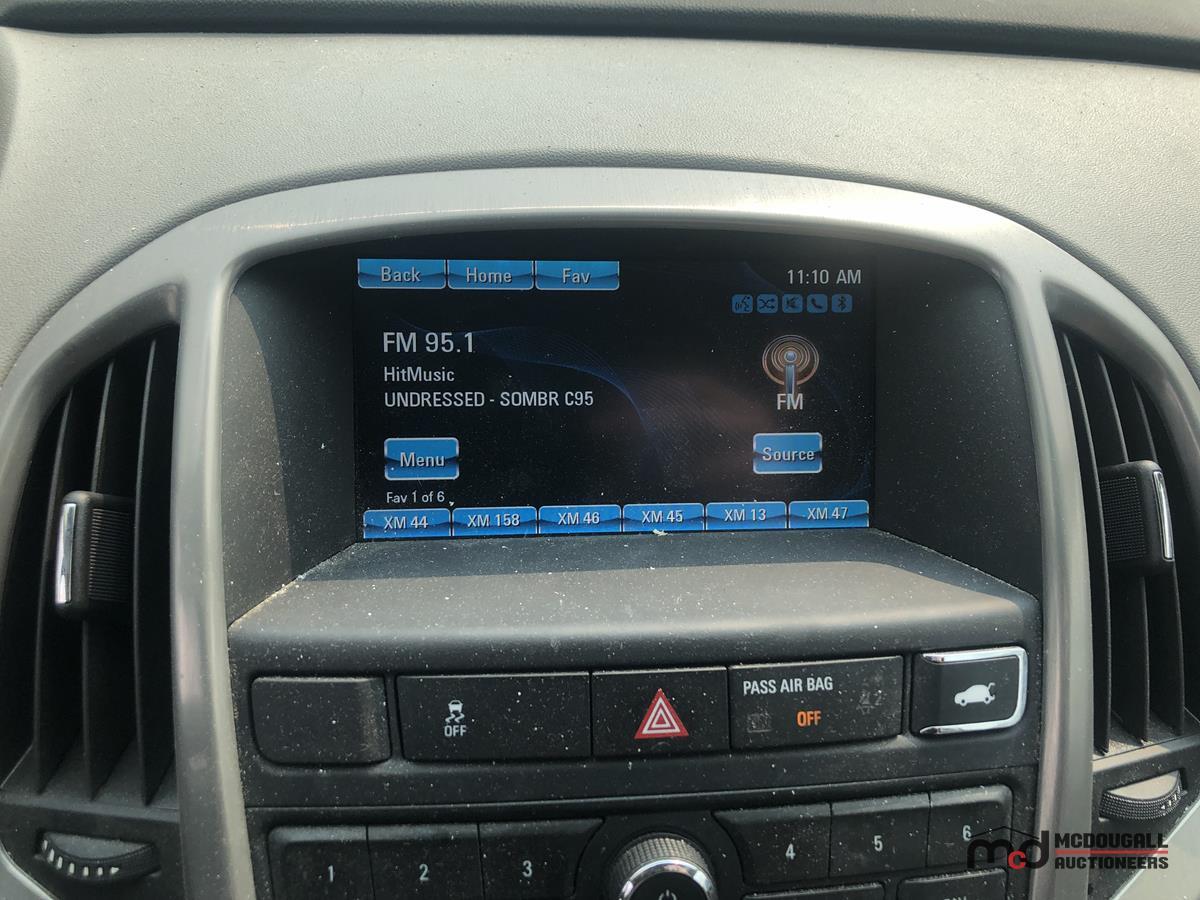 Back Home Fav
11:10 AM
FM 95.1
HitMusic
UNDRESSED - SOMBR C95
FM
Menu
Source
Fav 1 of 6
XM 44 XM 158 XM 46 XM 45 XM 13 XM 47
OFF
PASS AIR BAG
OFF
1 2 3 4 5 6
mcd MCDOUGALL
AUCTIONEERS